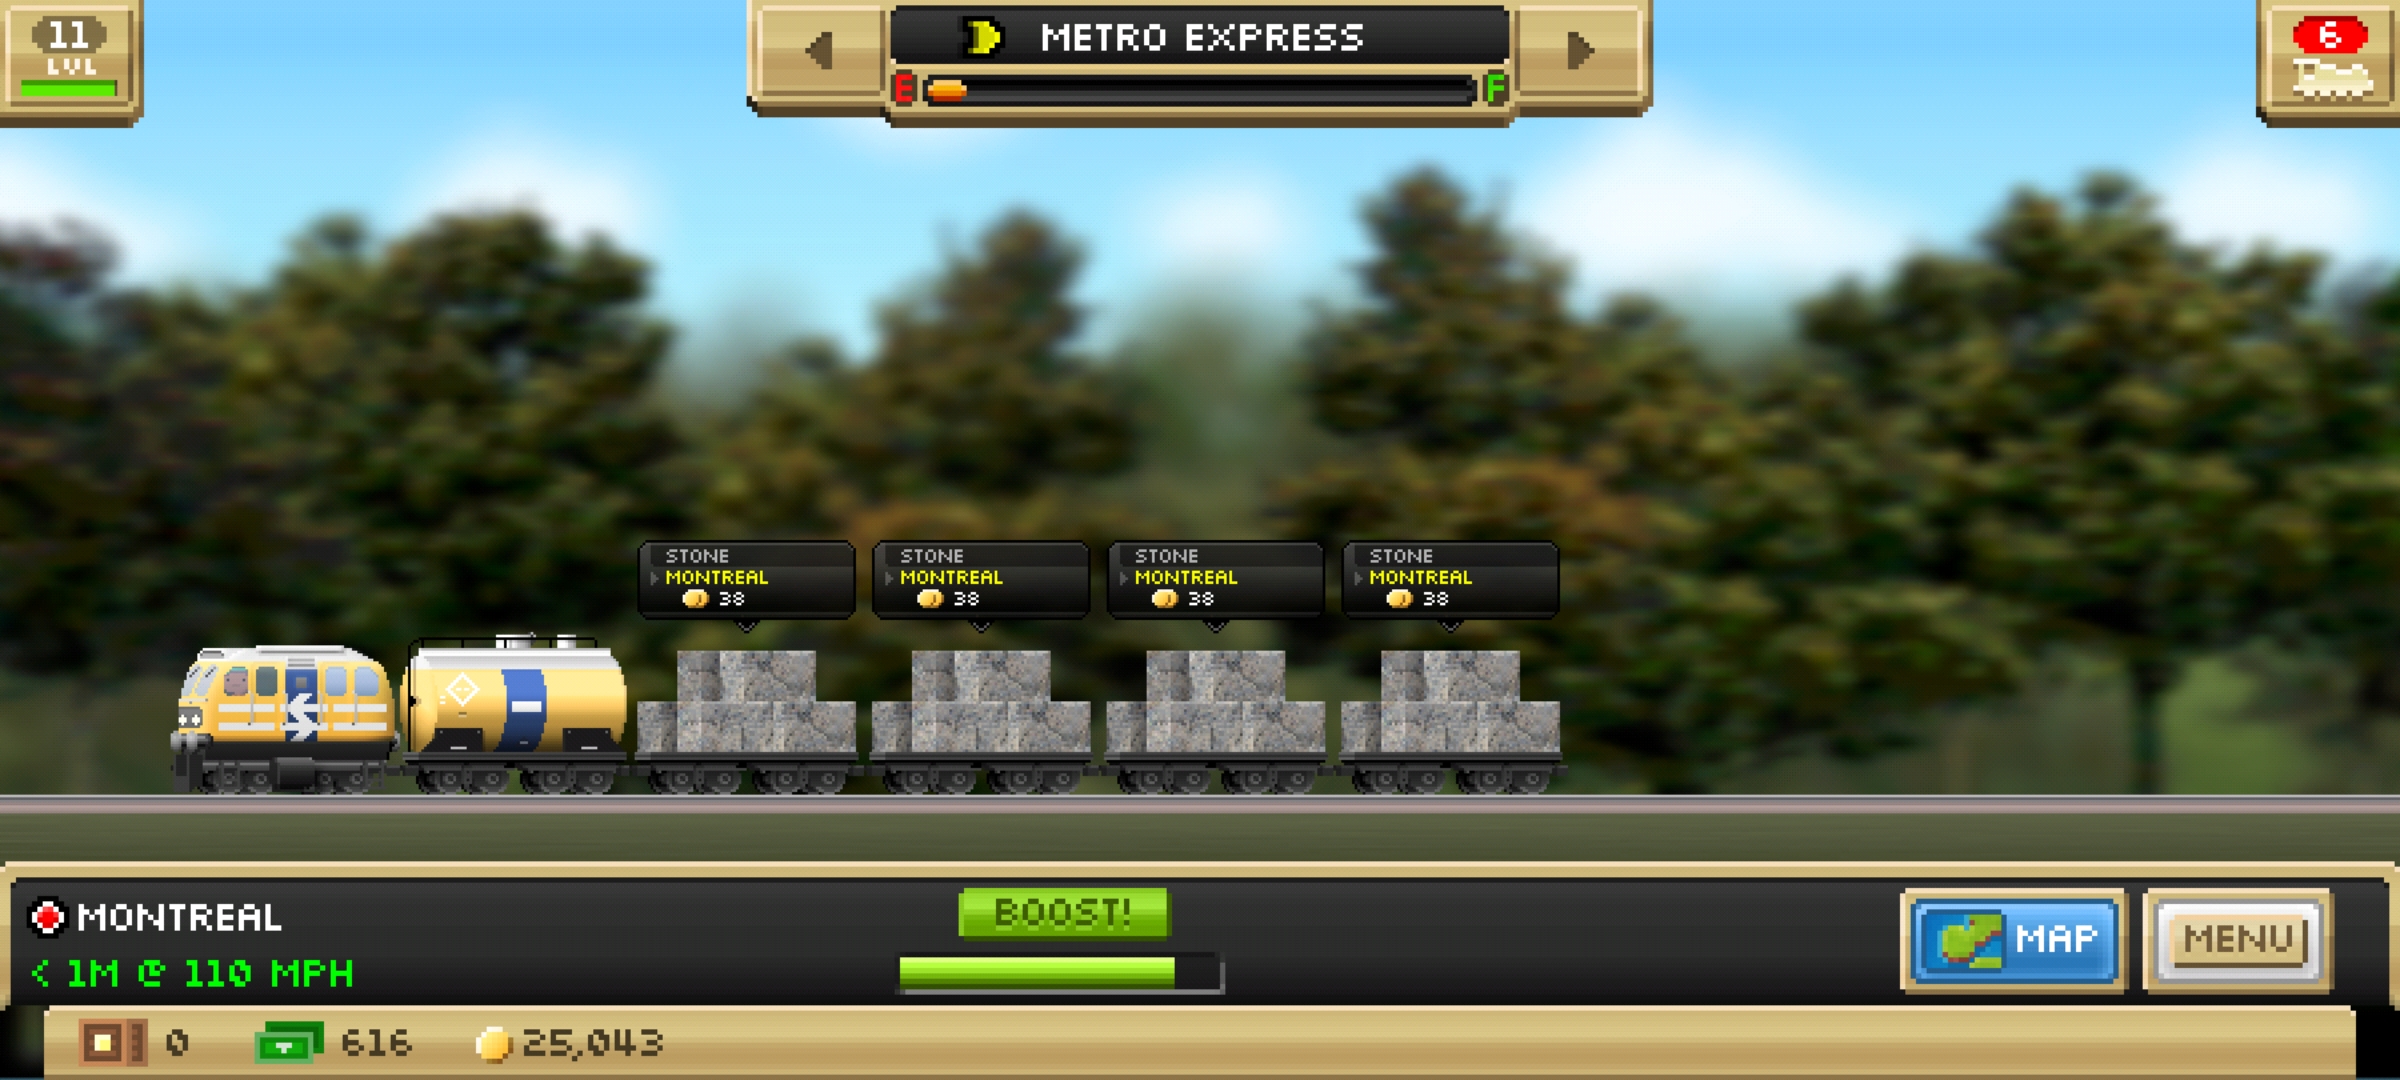 11
LVL
METRO EXPRESS
E
F
6
STONE
MONTREAL
38
STONE
MONTREAL
38
STONE
MONTREAL
38
STONE
MONTREAL
38
MONTREAL
< 1M @ 110 MPH
BOOST!
MAP
MENU
0
616
25,043